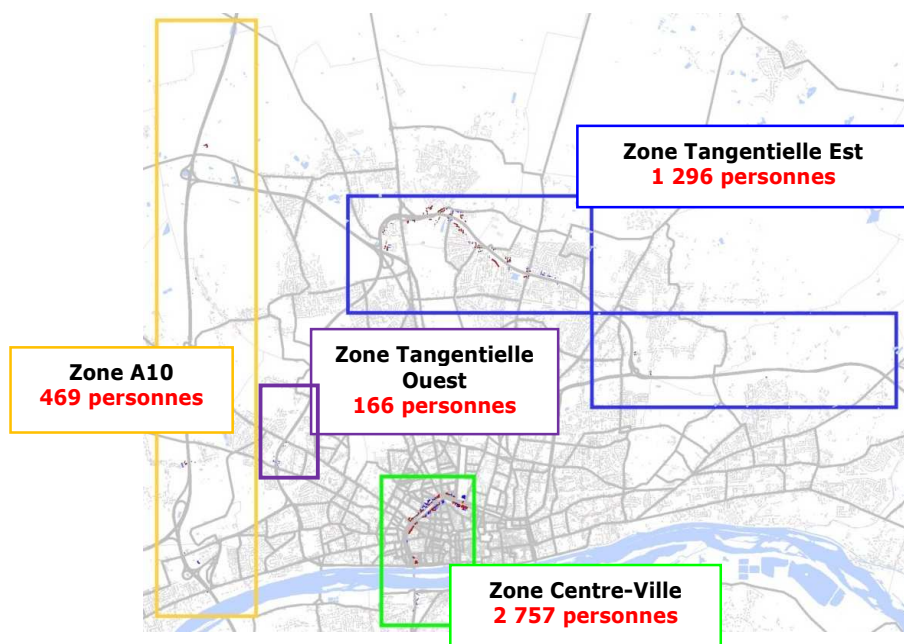 Zone Tangentielle Est
1 296 personnes
Zone Tangentielle
Ouest
166 personnes
Zone A10
469 personnes
Zone Centre-Ville
2 757 personnes